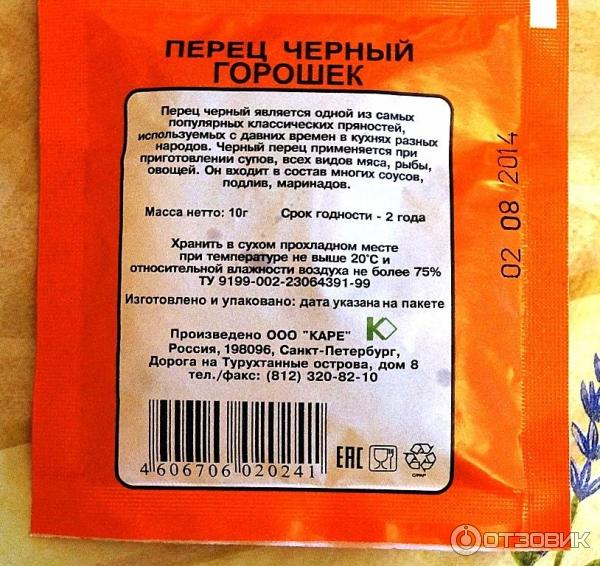 ПЕРЕЦ ЧЕРНЫЙ
ГОРОШЕК
Перец черный является одной из самых
популярных классических пряностей,
используемых с давних времен в кухнях разных
народов. Черный перец применяется при
приготовлении супов, всех видов мяса, рыбы,
овощей. Он входит в состав многих соусов,
подлив, маринадов.
Масса нетто: 10г Срок годности - 2 года
Хранить в сухом прохладном месте
при температуре не выше 20°С и
относительной влажности воздуха не более 75%
ТУ 9199-002-23064391-99
Изготовлено и упаковано: дата указана на пакете
Произведено ООО "КАРЕ"
Россия, 198096, Санкт-Петербург,
Дорога на Турухтанные острова, дом 8
тел./факс: (812) 320-82-10
4 606706 020241
EAC
C/PAP
02 08 2014
ОТЗОВИК